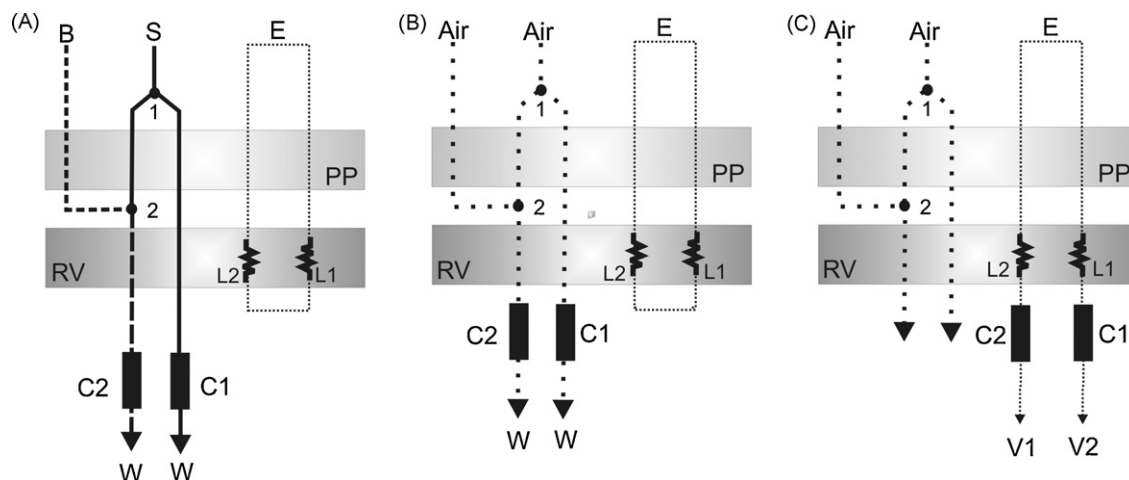 (A) B S E
1
PP
2
RV L2 L1
C2 C1
W W
(B) Air Air E
1
PP
2
RV L2 L1
C2 C1
W W
(C) Air Air E
1
PP
2
RV L2 L1
C2 C1
V1 V2